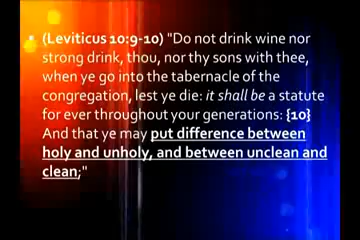 • (Leviticus 10:9-10) "Do not drink wine nor
strong drink, thou, nor thy sons with thee,
when ye go into the tabernacle of the
congregation, lest ye die: it shall be a statute
for ever throughout your generations: {10}
And that ye may put difference between
holy and unholy, and between unclean and
clean;"